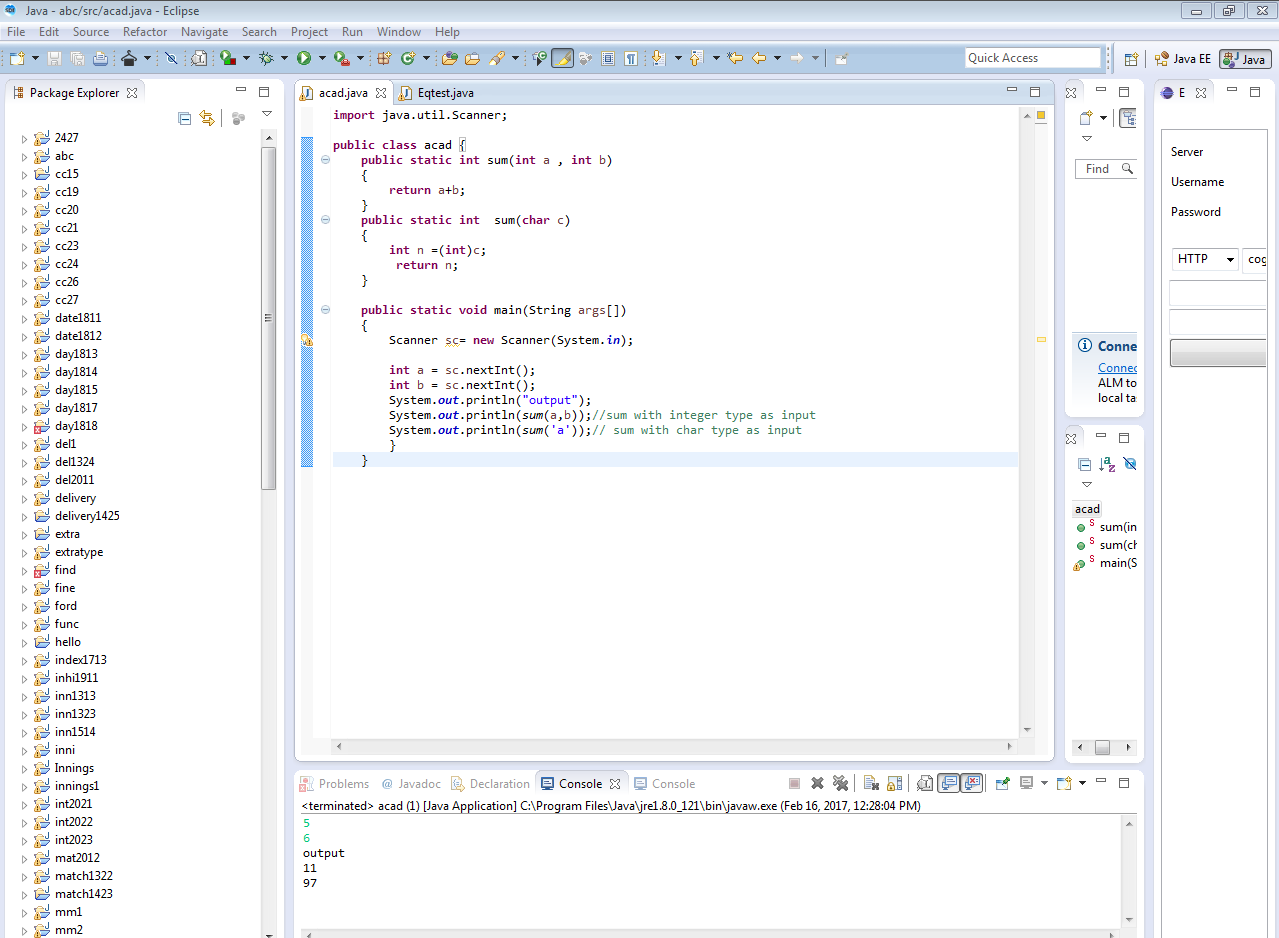 Java - abc/src/acad.java - Eclipse
File Edit Source Refactor Navigate Search Project Run Window Help
Quick Access
Java EE
Java
Package Explorer
2427
abc
cc15
cc19
cc20
cc21
cc23
cc24
cc26
cc27
date1811
date1812
day1813
day1814
day1815
day1817
day1818
del1
del1324
del2011
delivery
delivery1425
extra
extratype
find
fine
ford
func
hello
index1713
inhi1911
inn1313
inn1323
inn1514
inni
Innings
innings1
int2021
int2022
int2023
mat2012
match1322
match1423
mm1
mm2
acad.java Eqtest.java
import java.util.Scanner;
public class acad {
public static int sum(int a , int b)
{
return a+b;
}
public static int  sum(char c)
{
int n =(int)c;
return n;
}
public static void main(String args[])
{
Scanner sc= new Scanner(System.in);
int a = sc.nextInt();
int b = sc.nextInt();
System.out.println("output");
System.out.println(sum(a,b));//sum with integer type as input
System.out.println(sum('a'));// sum with char type as input
}
}
Find
Conne
Connec
ALM to
local ta
acad
sum(in
sum(ch
main(S
E
Server
Username
Password
HTTP
cog
Problems @ Javadoc Declaration Console Console
<terminated> acad (1) [Java Application] C:\Program Files\Java\jre1.8.0_121\bin\javaw.exe (Feb 16, 2017, 12:28:04 PM)
5
6
output
11
97